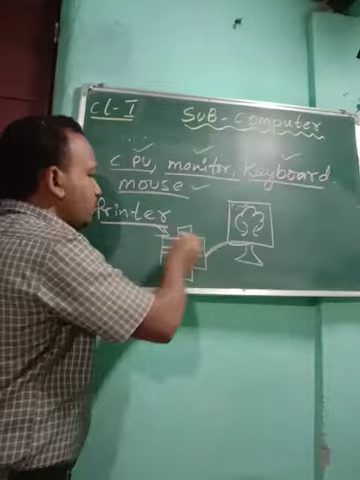 Cl-I
SUB-Computer
CPU, monitor, Keyboard
mouse
Printer